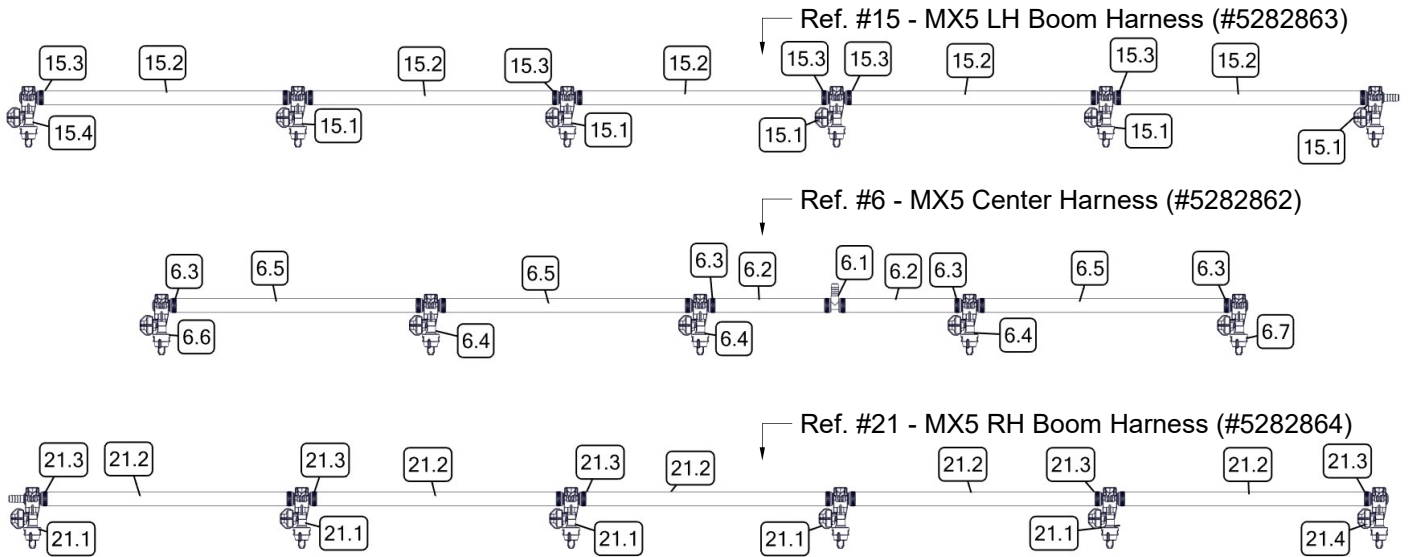 Ref. #15 - MX5 LH Boom Harness (#5282863)
15.3 15.2 15.2 15.3 15.2 15.3 15.3 15.2 15.3 15.2
15.4 15.1 15.1 15.1 15.1 15.1
Ref. #6 - MX5 Center Harness (#5282862)
6.3 6.5 6.5 6.3 6.2 6.1 6.2 6.3 6.5 6.3
6.6 6.4 6.4 6.4 6.7
Ref. #21 - MX5 RH Boom Harness (#5282864)
21.3 21.2 21.3 21.2 21.3 21.2 21.2 21.3 21.2 21.3
21.1 21.1 21.1 21.1 21.1 21.4